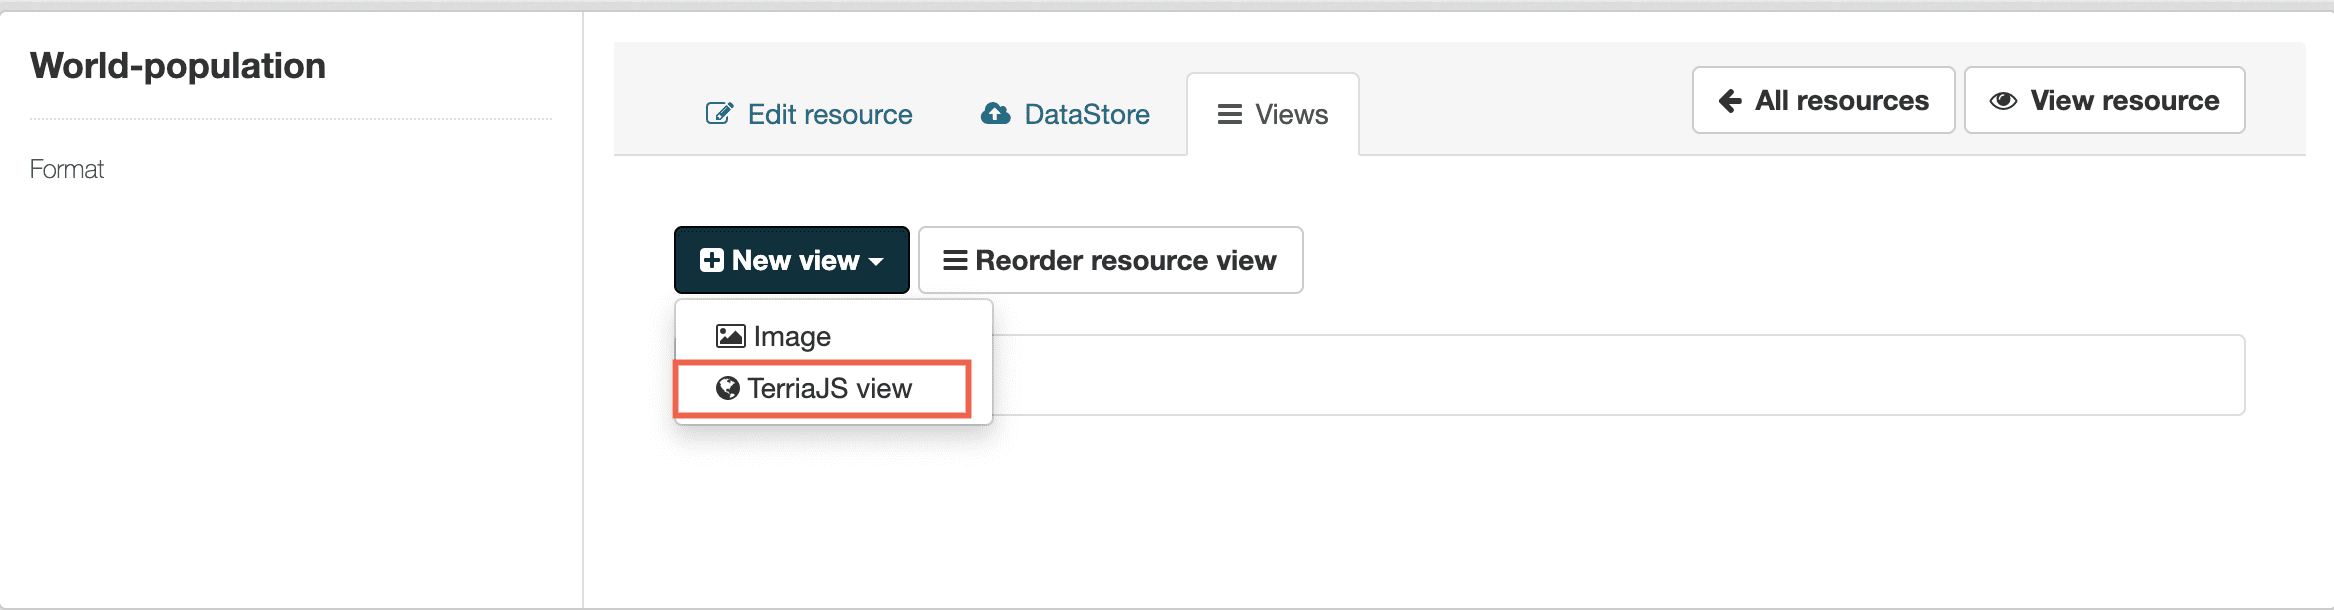 World-population
Format
Edit resource
DataStore
Views
All resources
View resource
New view
Reorder resource view
Image
TerriaJS view